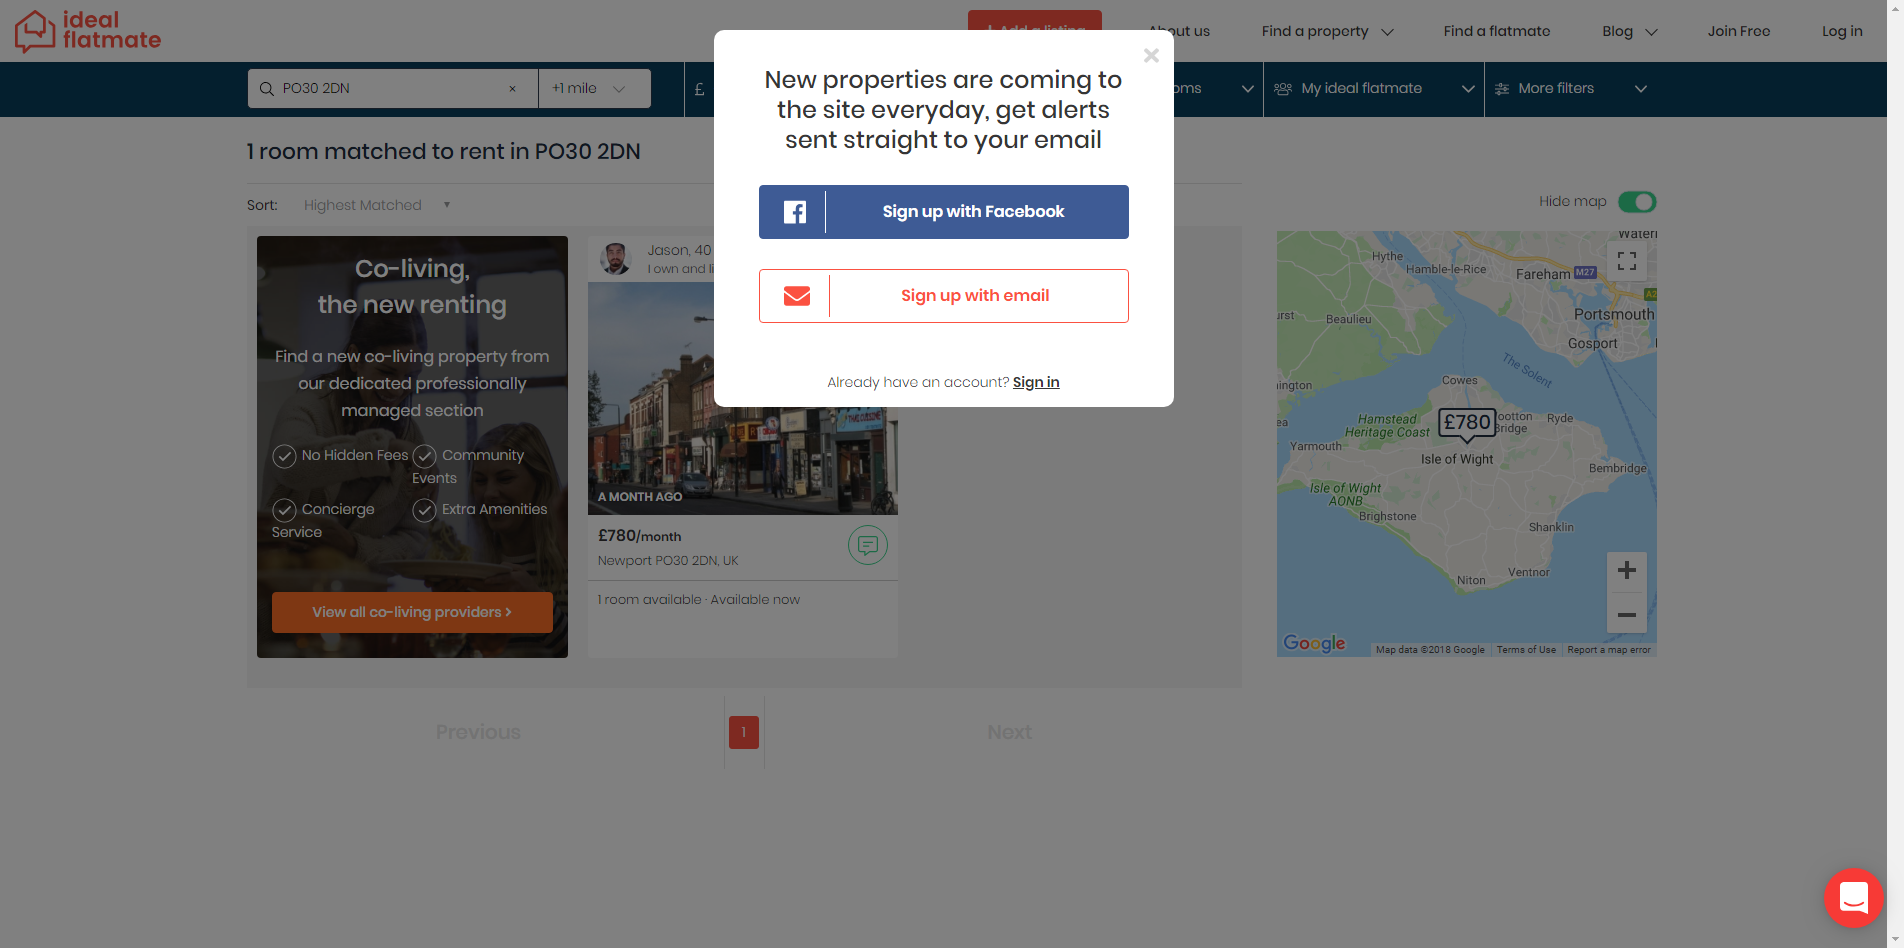 ideal
flatmate
+ Add a listing
About us
Find a property
Find a flatmate
Blog
Join Free
Log in
PO30 2DN
×
+1 mile
£
My ideal flatmate
More filters
1 room matched to rent in PO30 2DN
Sort:
Highest Matched
Hide map
New properties are coming to
the site everyday, get alerts
sent straight to your email
Sign up with Facebook
Sign up with email
Already have an account? Sign in
Co-living,
the new renting
Find a new co-living property from
our dedicated professionally
managed section
No Hidden Fees
Community
Events
Concierge
Service
Extra Amenities
View all co-living providers >
Jason, 40
I own and li
A MONTH AGO
£780/month
Newport PO30 2DN, UK
1 room available · Available now
Hythe
Hamble-le-Rice
Fareham
M27
Portsmouth
Gosport
Beaulieu
The Solent
Cowes
Hamstead
Heritage Coast
£780
Bridge
Ryde
Yarmouth
Isle of Wight
Bembridge
Isle of Wight
AONB
Brighstone
Shanklin
Niton
Ventnor
Google
Map data ©2018 Google
Terms of Use
Report a map error
Previous
1
Next